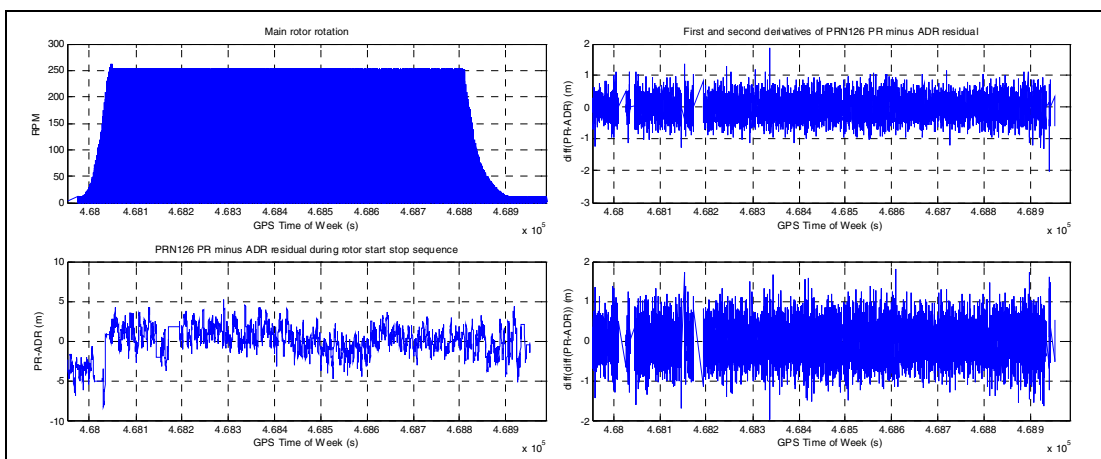 Main rotor rotation
300
250
200
150
100
50
0
RPM
4.68 4.681 4.682 4.683 4.684 4.685 4.686 4.687 4.688 4.689
GPS Time of Week (s)
x 10⁵
First and second derivatives of PRN126 PR minus ADR residual
2
1
0
-1
-2
-3
diff(PR-ADR) (m)
4.68 4.681 4.682 4.683 4.684 4.685 4.686 4.687 4.688 4.689
GPS Time of Week (s)
x 10⁵
PRN126 PR minus ADR residual during rotor start stop sequence
10
5
0
-5
-10
PR-ADR (m)
4.68 4.681 4.682 4.683 4.684 4.685 4.686 4.687 4.688 4.689
GPS Time of Week (s)
x 10⁵
2
1
0
-1
-2
diff(diff(PR-ADR)) (m)
4.68 4.681 4.682 4.683 4.684 4.685 4.686 4.687 4.688 4.689
GPS Time of Week (s)
x 10⁵